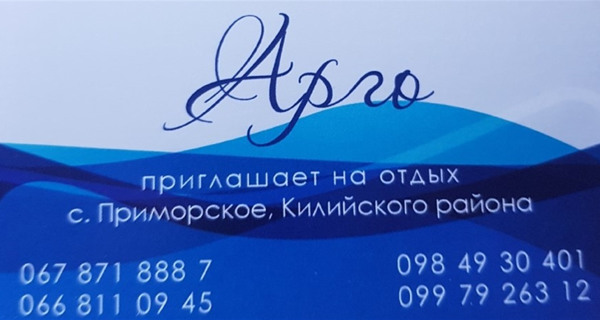 Арго
приглашает на отдых
с. Приморское, Килийского района
067 871 888 7
098 49 30 401
066 811 09 45
099 79 263 12